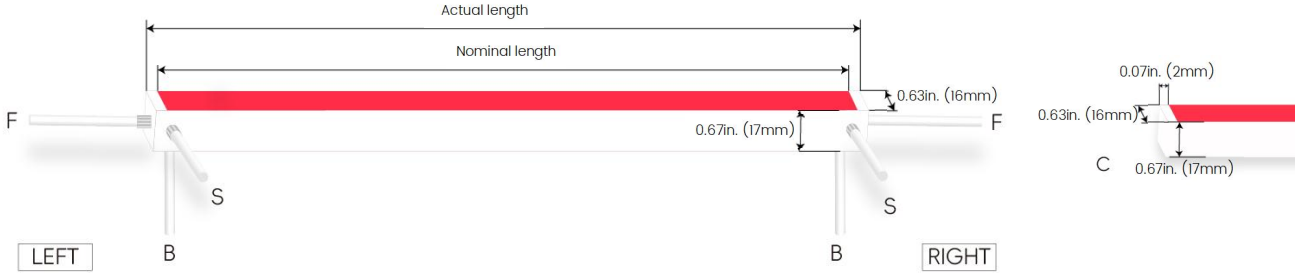 Actual length
Nominal length
0.07in. (2mm)
0.63in. (16mm)
0.63in. (16mm)
F
F
0.67in. (17mm)
C
0.67in. (17mm)
S
S
B
B
LEFT
RIGHT